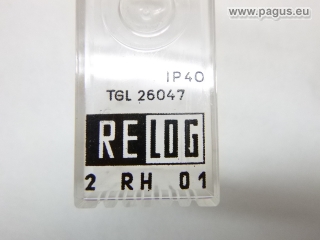 www.pagus.eu
IP40
TGL 26047
RELOG
2 RH 01